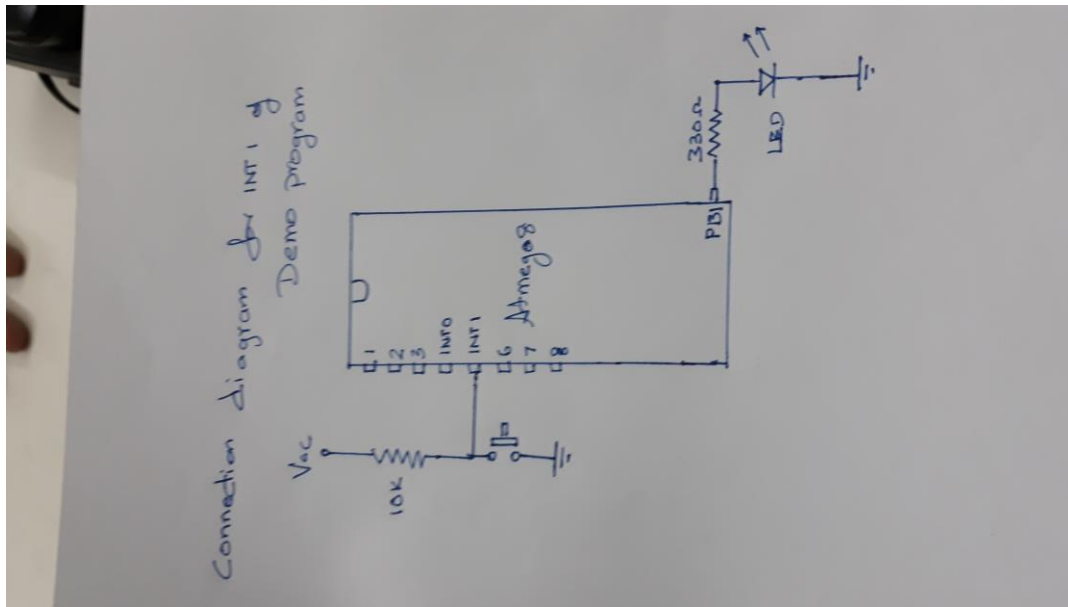 Connection diagram for INT1 of
Demo program
Vcc
10K
1
2
3
INT0
INT1
6
7
8
Atmega8
PB1
330Ω
LED